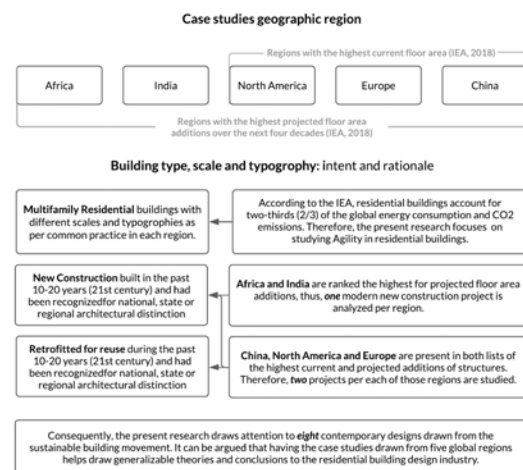 Case studies geographic region
Regions with the highest current floor area (IEA, 2018)
Africa
India
North America
Europe
China
Regions with the highest projected floor area
additions over the next four decades (IEA, 2018)
Building type, scale and typography: intent and rationale
Multifamily Residential buildings with
different scales and typographies as
per common practice in each region.
According to the IEA, residential buildings account for
two-thirds (2/3) of the global energy consumption and CO2
emissions. Therefore, the present research focuses on
studying Agility in residential buildings.
New Construction built in the past
10-20 years (21st century) and had
been recognizedfor national, state or
regional architectural distinction
Africa and India are ranked the highest for projected floor area
additions, thus, one modern new construction project is
analyzed per region.
Retrofitted for reuse during the past
10-20 years (21st century) and had
been recognized for national, state
or regional architectural distinction
China, North America and Europe are present in both lists of
the highest current and projected additions of structures.
Therefore, two projects per each of those regions are studied.
Consequently, the present research draws attention to eight contemporary designs drawn from the
sustainable building movement. It can be argued that having the case studies drawn from five global regions
helps draw generalizable theories and conclusions to the residential building design industry.